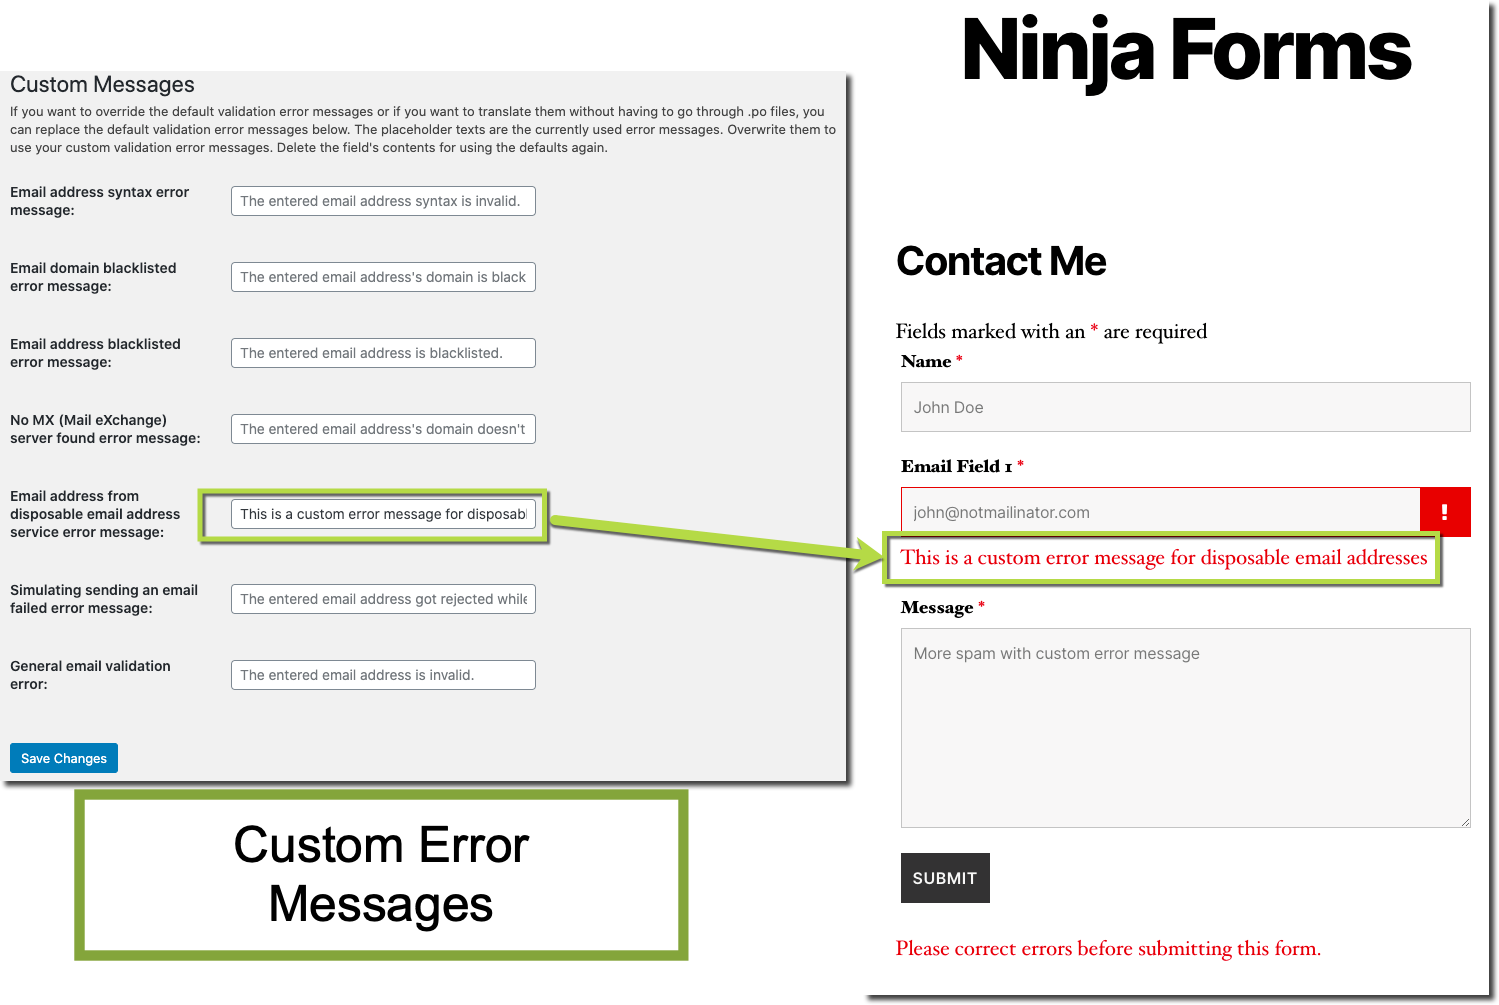 Custom Messages
If you want to override the default validation error messages or if you want to translate them without having to go through .po files, you
can replace the default validation error messages below. The placeholder texts are the currently used error messages. Overwrite them to
use your custom validation error messages. Delete the field's contents for using the defaults again.
Email address syntax error
message:
The entered email address syntax is invalid.
Email domain blacklisted
error message:
The entered email address's domain is black
Email address blacklisted
error message:
The entered email address is blacklisted.
No MX (Mail eXchange)
server found error message:
The entered email address's domain doesn't
Email address from
disposable email address
service error message:
This is a custom error message for disposabl
Simulating sending an email
failed error message:
The entered email address got rejected while
General email validation
error:
The entered email address is invalid.
Save Changes
Custom Error
Messages
Ninja Forms
Contact Me
Fields marked with an * are required
Name *
John Doe
Email Field 1 *
john@notmailinator.com
!
This is a custom error message for disposable email addresses
Message *
More spam with custom error message
SUBMIT
Please correct errors before submitting this form.